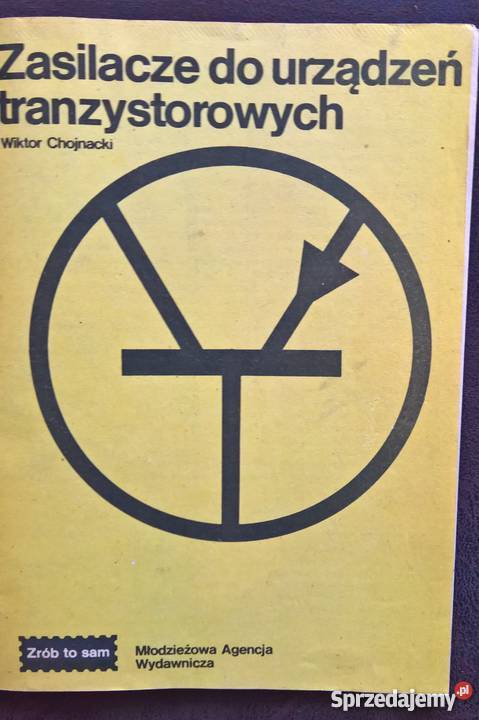 Zasilacze do urządzeń
tranzystorowych
Wiktor Chojnacki
Zrób to sam
Młodzieżowa Agencja
Wydawnicza
Sprzedajemy.pl